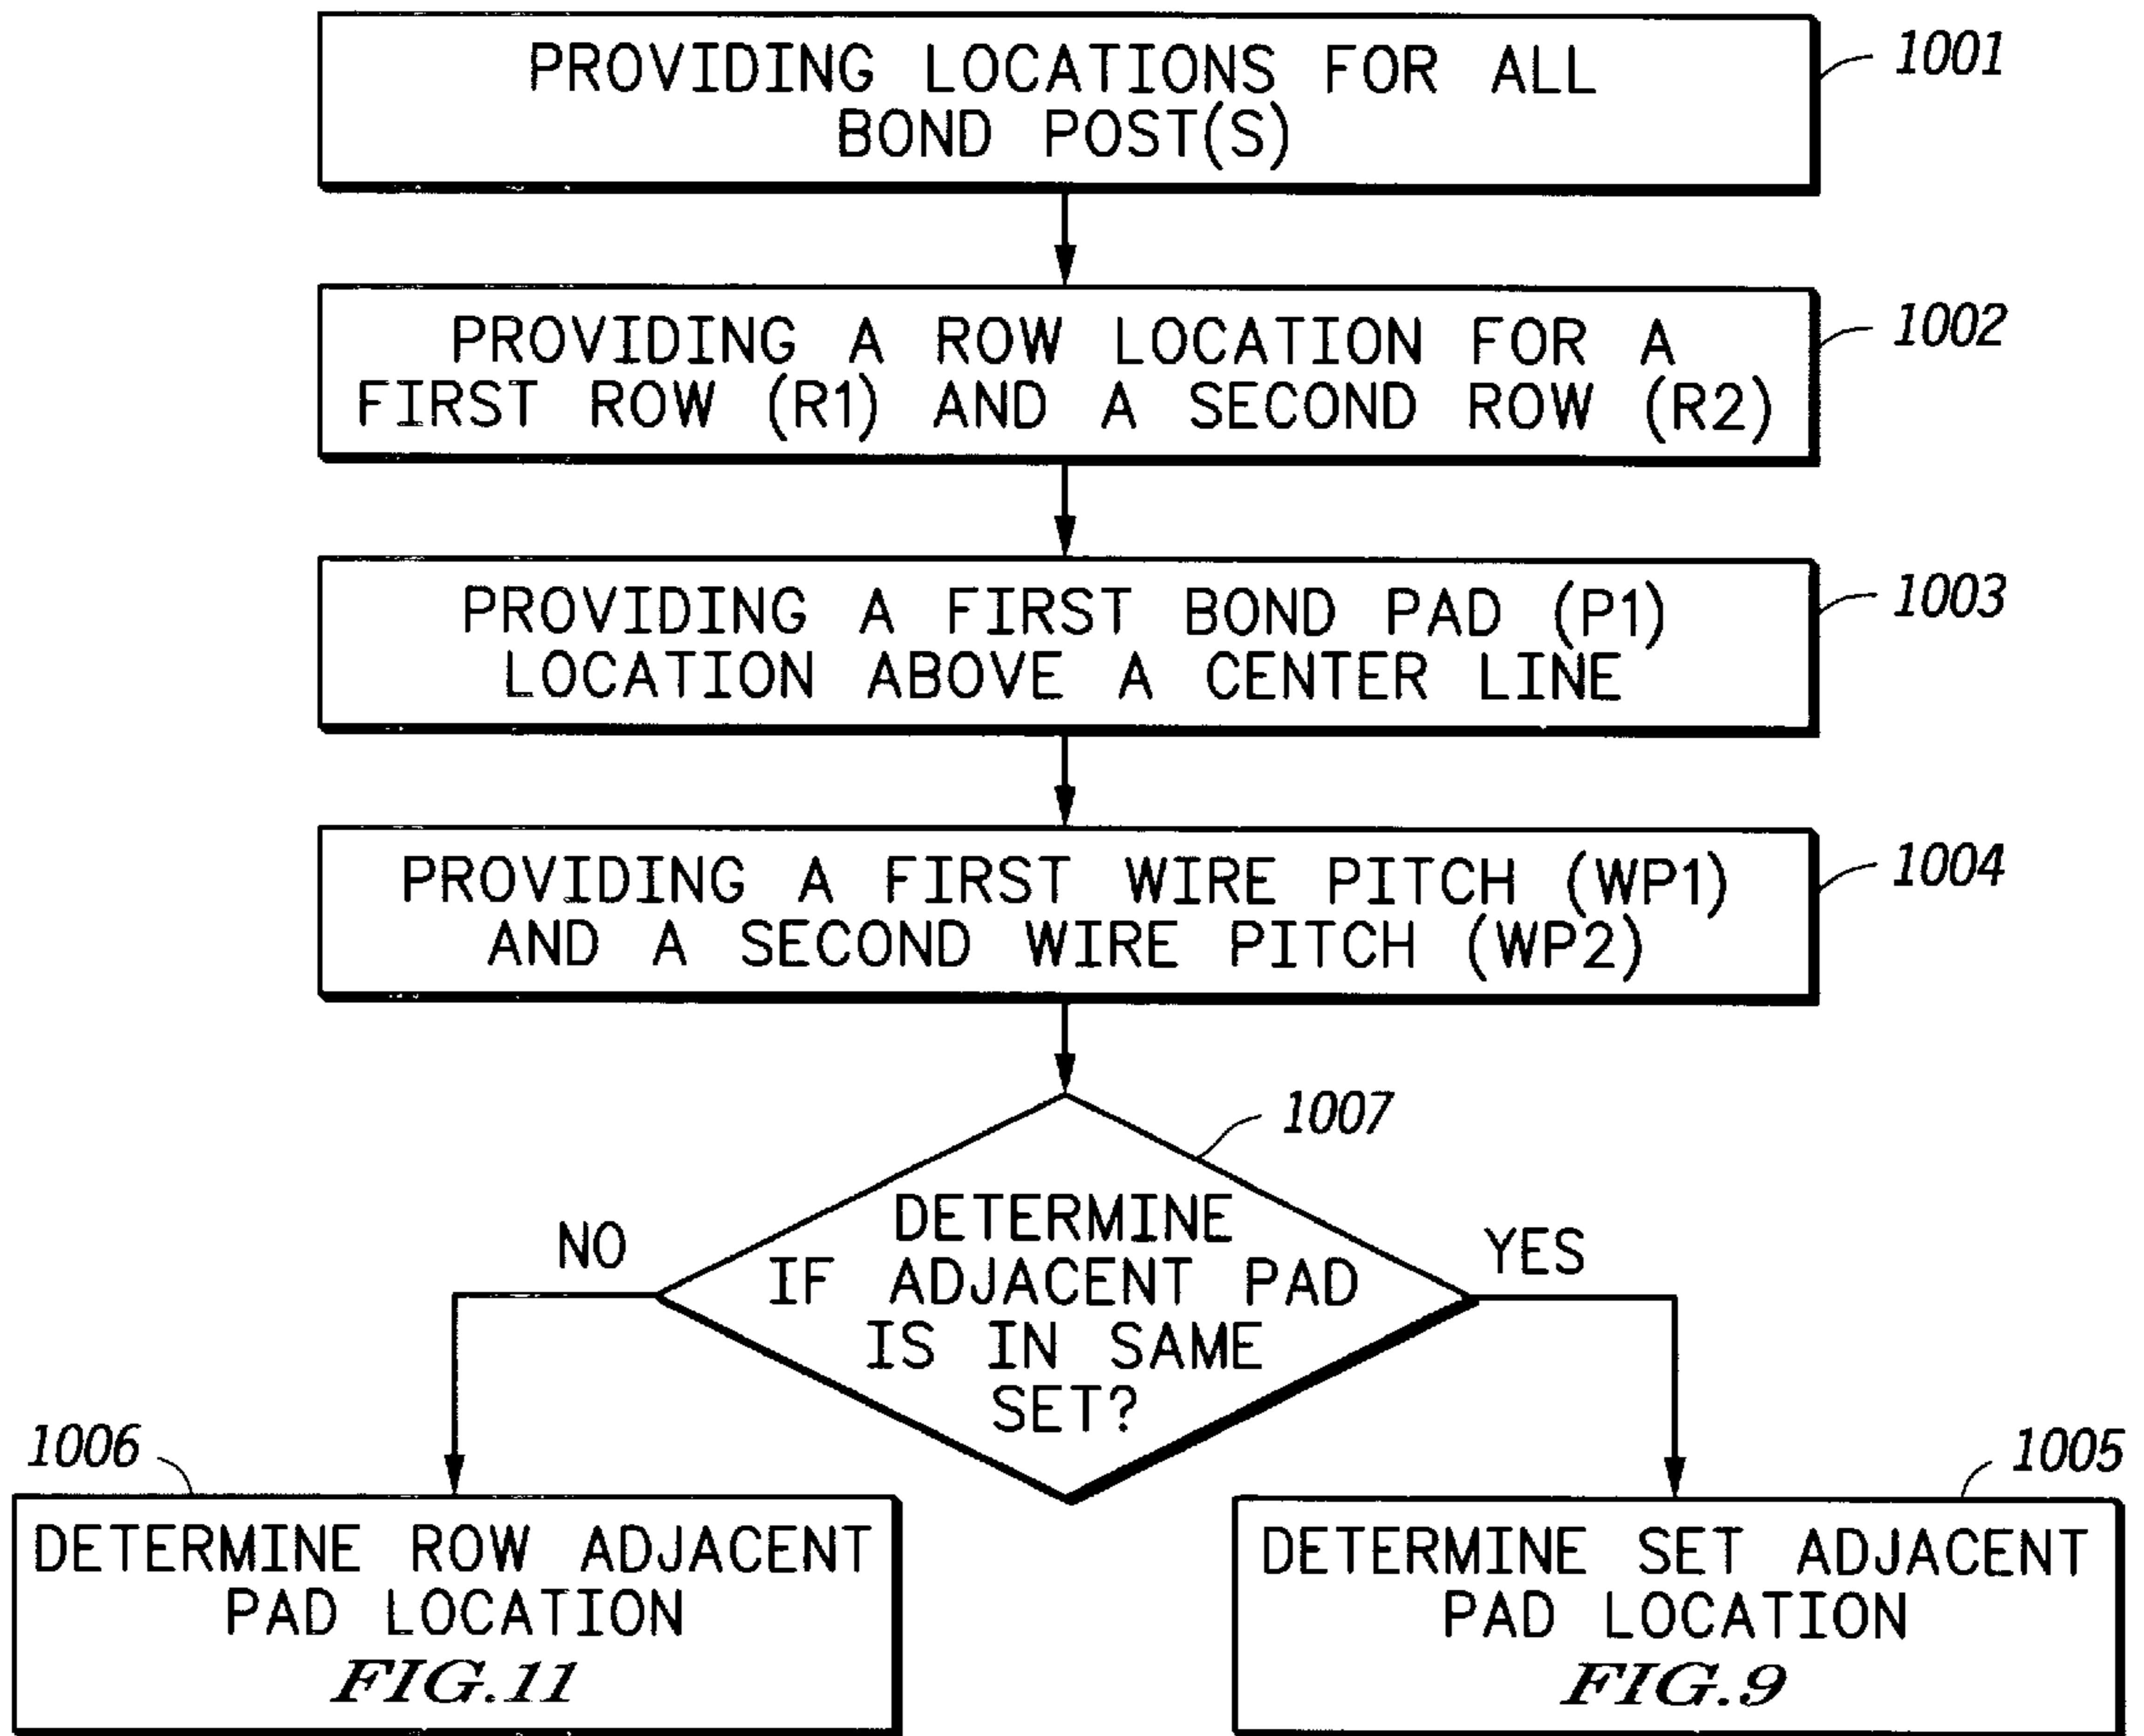 PROVIDING LOCATIONS FOR ALL
BOND POST(S)
1001
PROVIDING A ROW LOCATION FOR A
FIRST ROW (R1) AND A SECOND ROW (R2)
1002
PROVIDING A FIRST BOND PAD (P1)
LOCATION ABOVE A CENTER LINE
1003
PROVIDING A FIRST WIRE PITCH (WP1)
AND A SECOND WIRE PITCH (WP2)
1004
1007
DETERMINE
IF ADJACENT PAD
IS IN SAME
SET?
NO
YES
1006
DETERMINE ROW ADJACENT
PAD LOCATION
FIG.11
1005
DETERMINE SET ADJACENT
PAD LOCATION
FIG.9